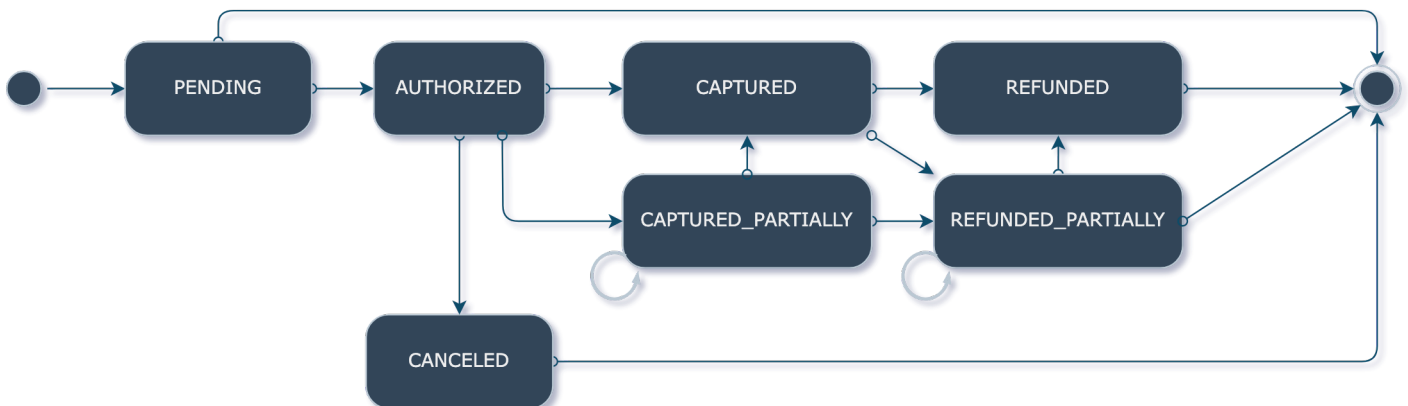 PENDING
AUTHORIZED
CAPTURED
REFUNDED
CAPTURED_PARTIALLY
REFUNDED_PARTIALLY
CANCELED